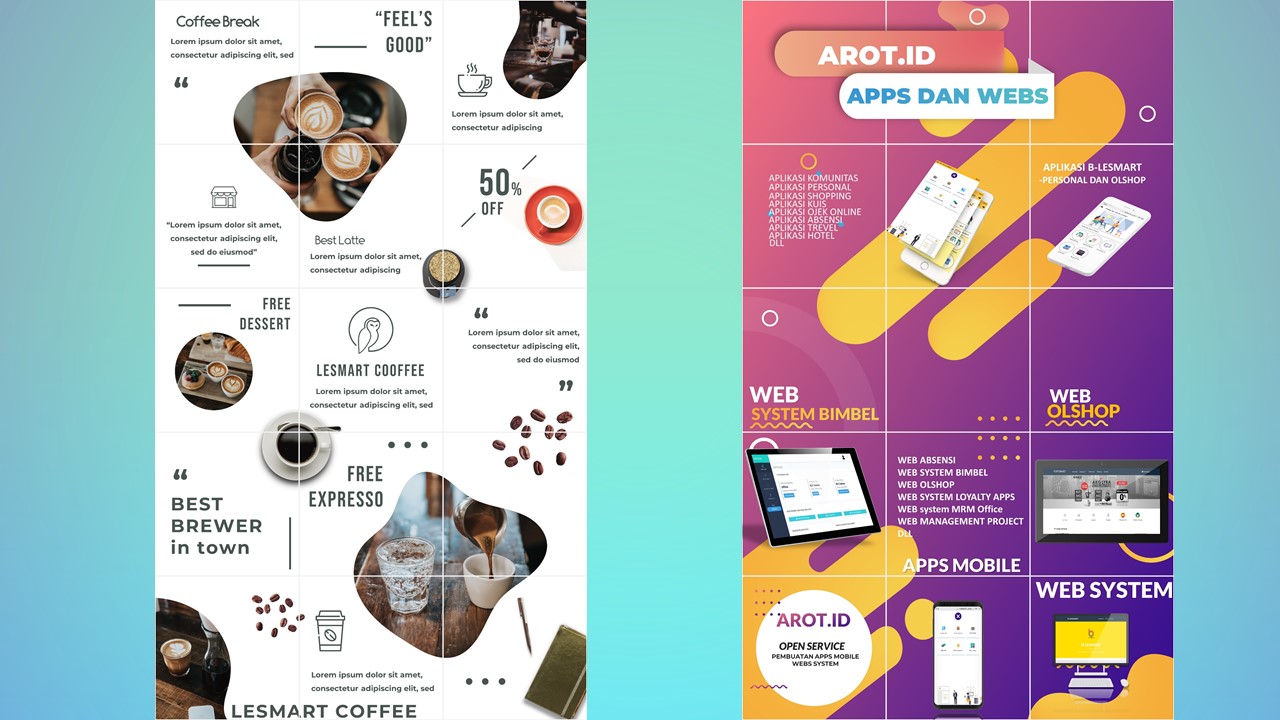 Coffee Break
Lorem ipsum dolor sit amet,
consectetur adipiscing elit, sed
“
“FEEL’S
GOOD”
Lorem ipsum dolor sit amet,
consectetur adipiscing
“Lorem ipsum dolor sit amet,
consectetur adipiscing elit,
sed do eiusmod”
50%
OFF
Best Latte
Lorem ipsum dolor sit amet,
consectetur adipiscing
FREE
DESSERT
LESMART COOFFEE
Lorem ipsum dolor sit amet,
consectetur adipiscing elit, sed
“
Lorem ipsum dolor sit amet,
consectetur adipiscing elit,
sed do eiusmod
”
“
BEST
BREWER
in town
FREE
EXPRESSO
Lorem ipsum dolor sit amet,
consectetur adipiscing elit, sed
LESMART COFFEE
AROT.ID
APPS DAN WEBS
APLIKASI KOMUNITAS
APLIKASI PERSONAL
APLIKASI SHOPPING
APLIKASI KUIS
APLIKASI OJEK ONLINE
APLIKASI ABSENSI
APLIKASI TREVEL
APLIKASI HOTEL
DLL
APLIKASI B-LESMART
-PERSONAL DAN OLSHOP
WEB
SYSTEM BIMBEL
WEB
OLSHOP
WEB ABSENSI
WEB SYSTEM BIMBEL
WEB OLSHOP
WEB SYSTEM LOYALTY APPS
WEB system MRM Office
WEB MANAGEMENT PROJECT
DLL
APPS MOBILE
AROT.ID
OPEN SERVICE
PEMBUATAN APPS MOBILE
WEBS SYSTEM
WEB SYSTEM